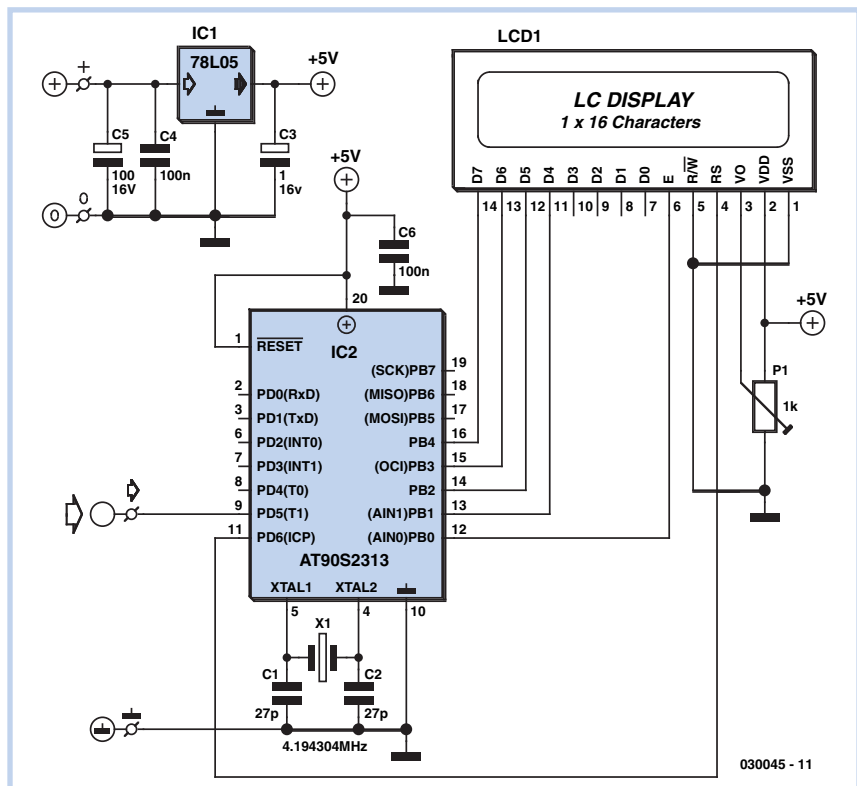 IC1
78L05
+
+5V
C5
100
16V
C4
100n
C3
1
16v
0
0
LCD1
LC DISPLAY
1 x 16 Characters
D7 D6 D5 D4 D3 D2 D1 D0 E R/W RS VO VDD VSS
14 13 12 11 10 9 8 7 6 5 4 3 2 1
+5V
C6
100n
+5V
P1
1k
20
1 RESET
IC2
(SCK)PB7 19
2 PD0(RxD) (MISO)PB6 18
3 PD1(TxD) (MOSI)PB5 17
6 PD2(INT0) PB4 16
7 PD3(INT1) (OCI)PB3 15
8 PD4(T0) PB2 14
9 PD5(T1) (AIN1)PB1 13
11 PD6(ICP) (AIN0)PB0 12
AT90S2313
XTAL1 XTAL2
5 4 10
X1
C1
27p
C2
27p
4.194304MHz
030045 - 11